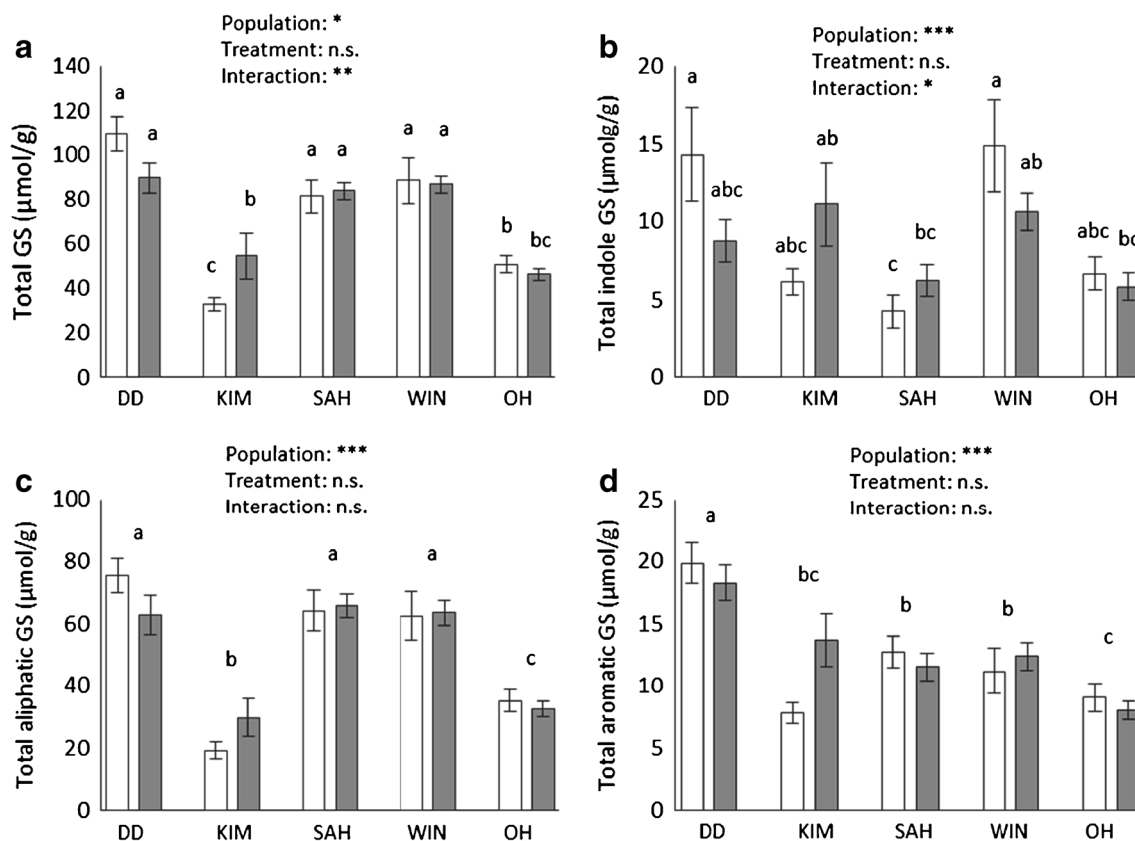 a
Population: *
Treatment: n.s.
Interaction: **
Total GS (µmol/g)
140
120
100
80
60
40
20
0
a
a
c
b
a
a
a
a
b
bc
DD KIM SAH WIN OH
b
Population: ***
Treatment: n.s.
Interaction: *
Total indole GS (µmolg/g)
20
15
10
5
0
a
abc
abc
ab
c
bc
a
ab
abc
bc
DD KIM SAH WIN OH
c
Population: ***
Treatment: n.s.
Interaction: n.s.
Total aliphatic GS (µmol/g)
100
80
60
40
20
0
a
b
a
a
c
DD KIM SAH WIN OH
d
Population: ***
Treatment: n.s.
Interaction: n.s.
Total aromatic GS (µmol/g)
25
20
15
10
5
0
a
bc
b
b
c
DD KIM SAH WIN OH